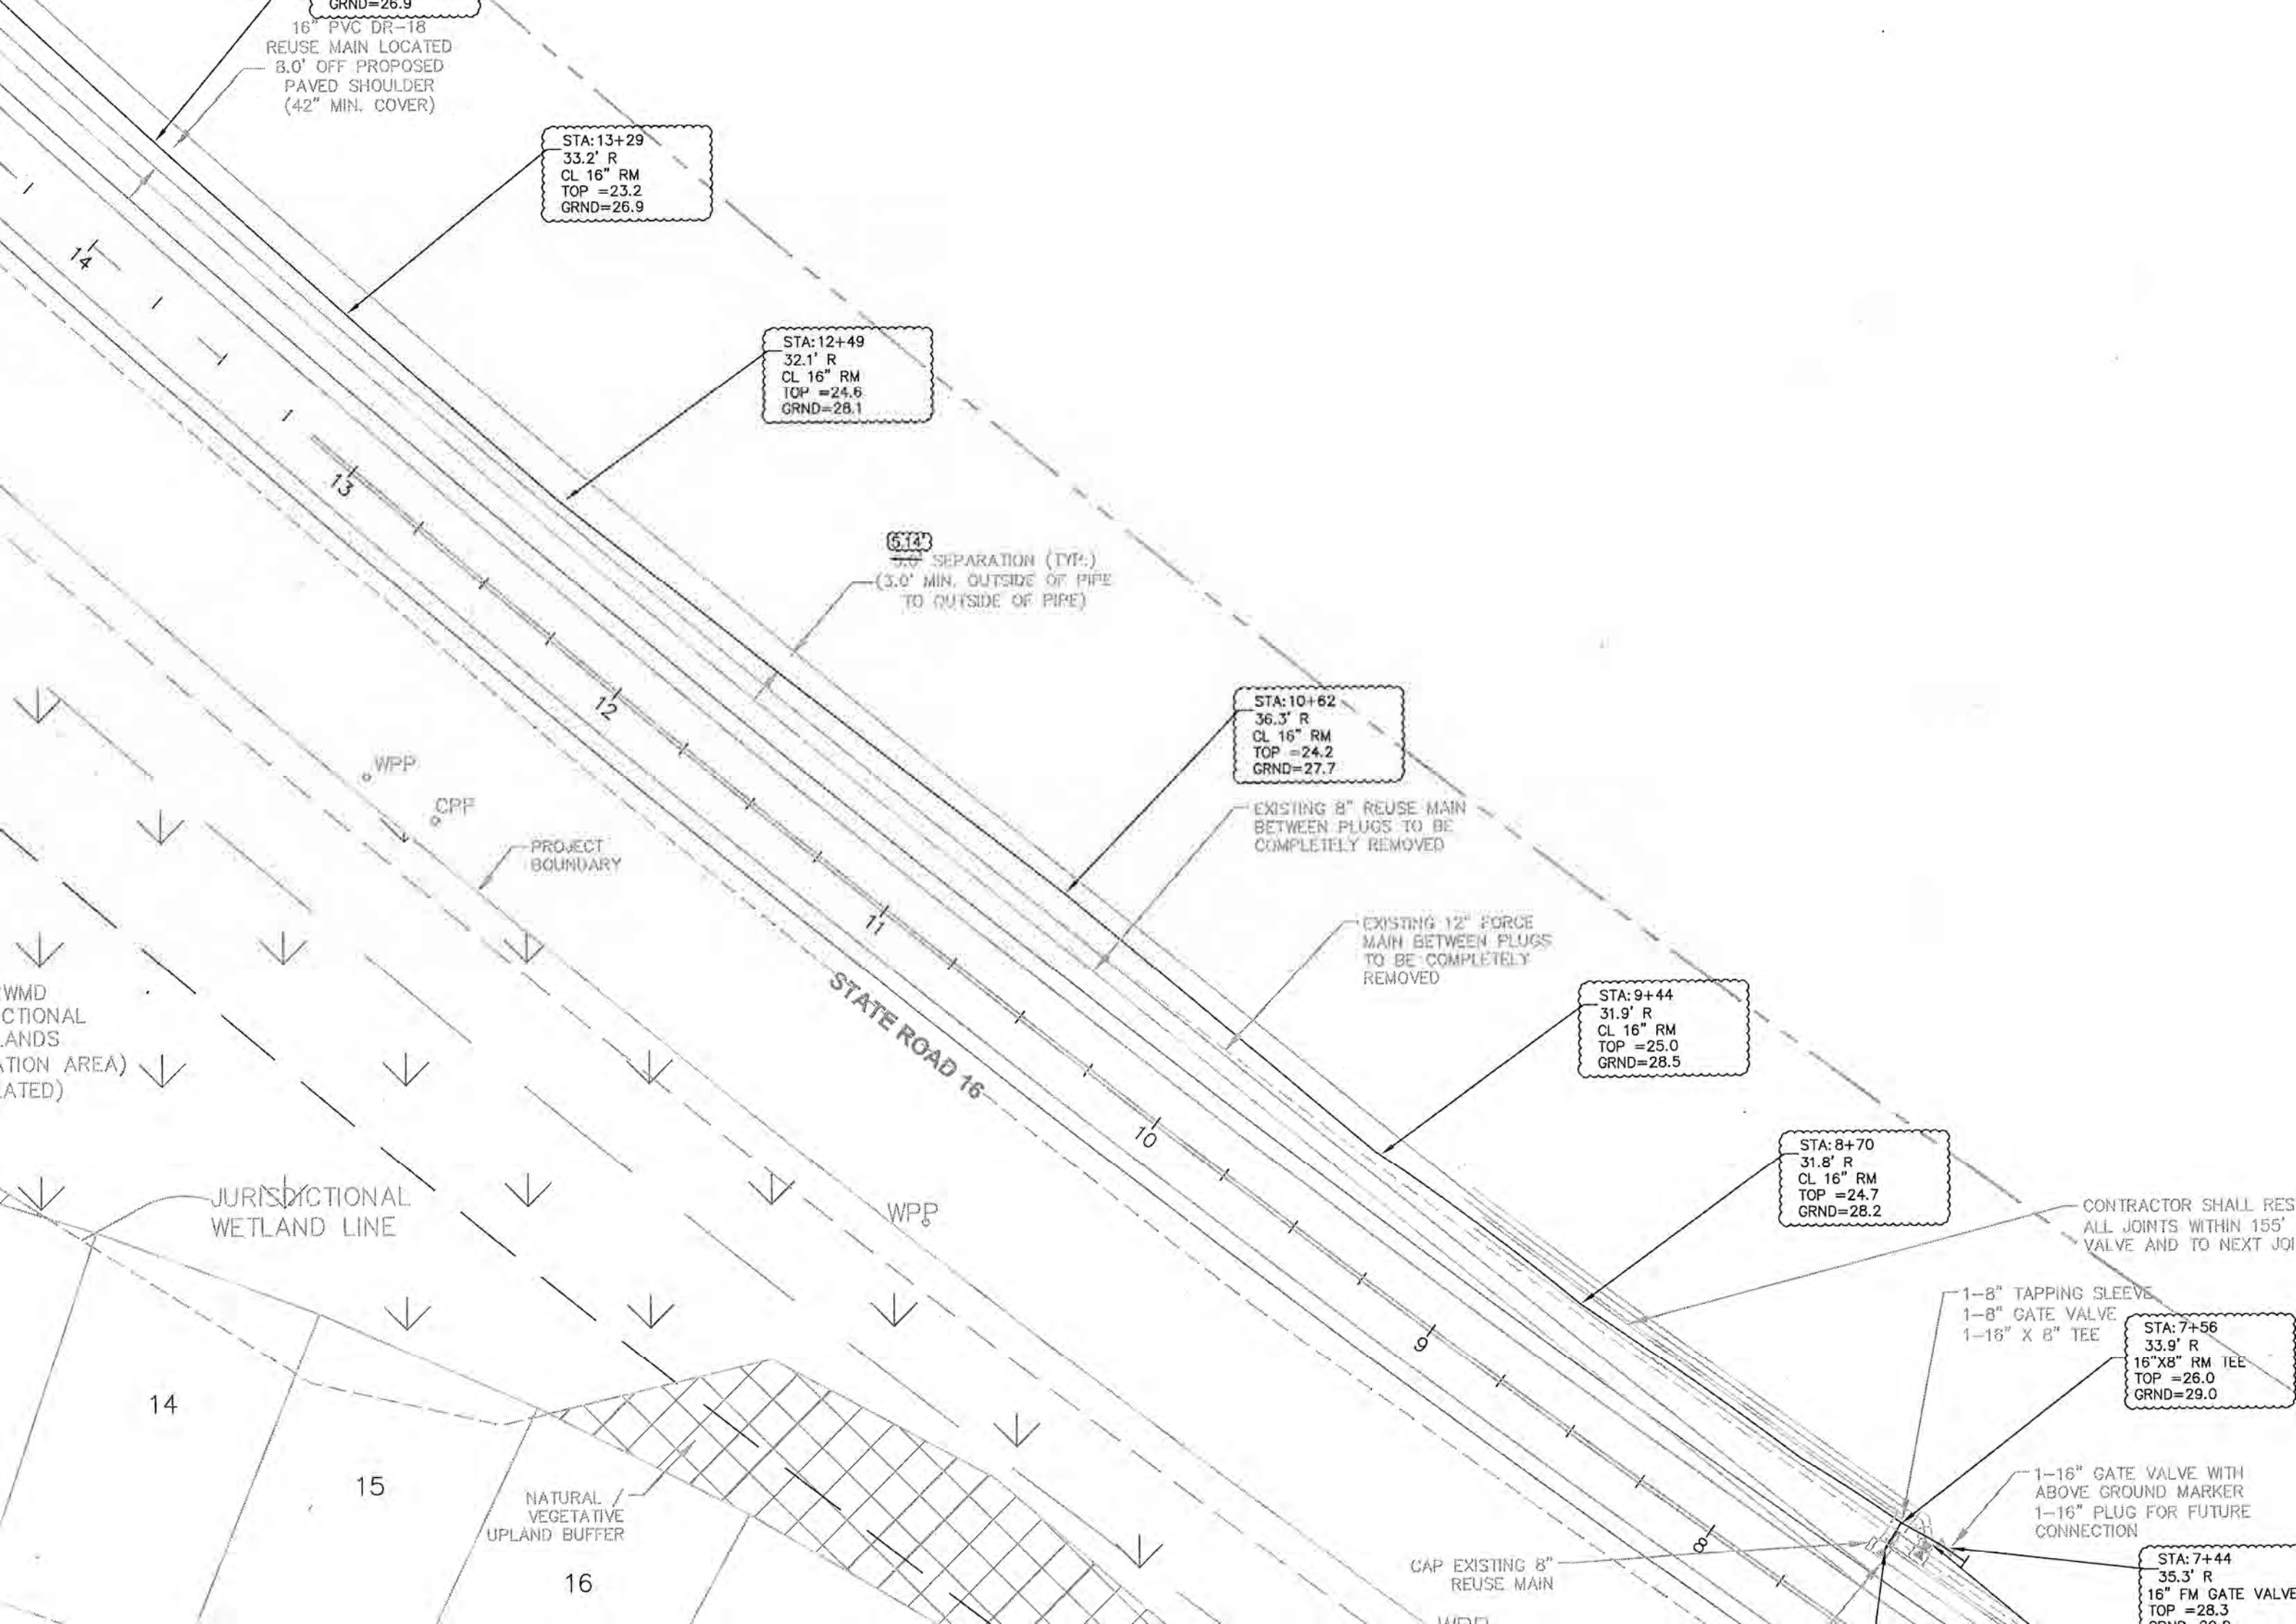 GRND=26.9
16" PVC DR-18
REUSE MAIN LOCATED
8.0' OFF PROPOSED
PAVED SHOULDER
(42" MIN. COVER)
STA:13+29
33.2' R
CL 16" RM
TOP =23.2
GRND=26.9
STA:12+49
32.1' R
CL 16" RM
TOP =24.6
GRND=28.1
5.14'
SEPARATION (TYP.)
(3.0' MIN. OUTSIDE OF PIPE
TO OUTSIDE OF PIPE)
STA:10+62
36.3' R
CL 16" RM
TOP =24.2
GRND=27.7
EXISTING 8" REUSE MAIN
BETWEEN PLUGS TO BE
COMPLETELY REMOVED
EXISTING 12" FORCE
MAIN BETWEEN PLUGS
TO BE COMPLETELY
REMOVED
STA:9+44
31.9' R
CL 16" RM
TOP =25.0
GRND=28.5
STA:8+70
31.8' R
CL 16" RM
TOP =24.7
GRND=28.2
CONTRACTOR SHALL RES
ALL JOINTS WITHIN 155'
VALVE AND TO NEXT JOI
1-8" TAPPING SLEEVE
1-8" GATE VALVE
1-16" X 8" TEE
STA:7+56
33.9' R
16"X8" RM TEE
TOP =26.0
GRND=29.0
1-16" GATE VALVE WITH
ABOVE GROUND MARKER
1-16" PLUG FOR FUTURE
CONNECTION
STA:7+44
35.3' R
16" FM GATE VALVE
TOP =28.3
CAP EXISTING 8"
REUSE MAIN
14
13
12
11
10
9
8
STATE ROAD 16
WPP
CPP
PROJECT
BOUNDARY
WMD
CTIONAL
LANDS
ATION AREA)
ATED)
JURISDICTIONAL
WETLAND LINE
WPP
14
15
16
NATURAL /
VEGETATIVE
UPLAND BUFFER